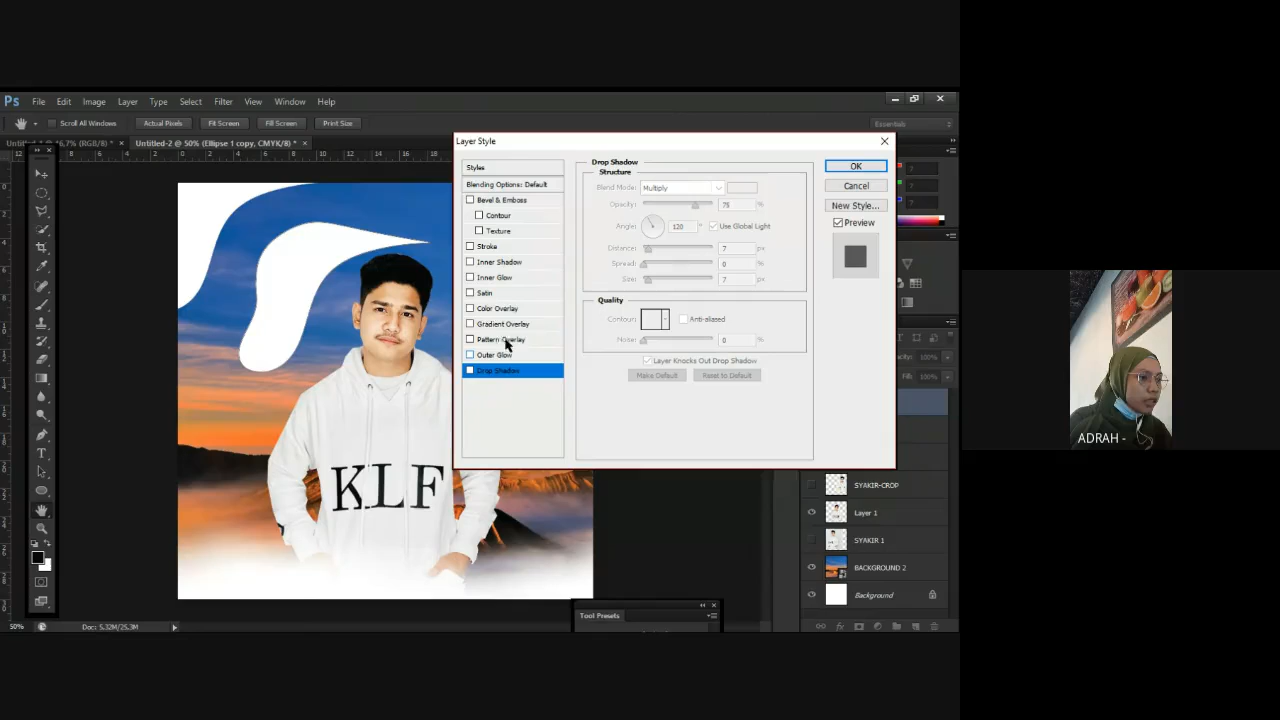 Ps File Edit Image Layer Type Select Filter View Window Help
Scroll All Windows Actual Pixels Fit Screen Fill Screen Print Size Essentials
Untitled-2 @ 50% (Ellipse 1 copy, CMYK/8) * ×
Layer Style
Styles
Blending Options: Default
Bevel & Emboss
Contour
Texture
Stroke
Inner Shadow
Inner Glow
Satin
Color Overlay
Gradient Overlay
Pattern Overlay
Outer Glow
Drop Shadow
Drop Shadow
Structure
Blend Mode: Multiply
Opacity: 75 %
Angle: 120 ° Use Global Light
Distance: 7 px
Spread: 0 %
Size: 7 px
Quality
Contour: Anti-aliased
Noise: 0 %
Layer Knocks Out Drop Shadow
Make Default Reset to Default
OK
Cancel
New Style...
Preview
KLF
100%
Fill: 100%
SYAKIR-CROP
Layer 1
SYAKIR 1
BACKGROUND 2
Background
Tool Presets
50% Doc: 5.32M/25.3M
ADRAH -